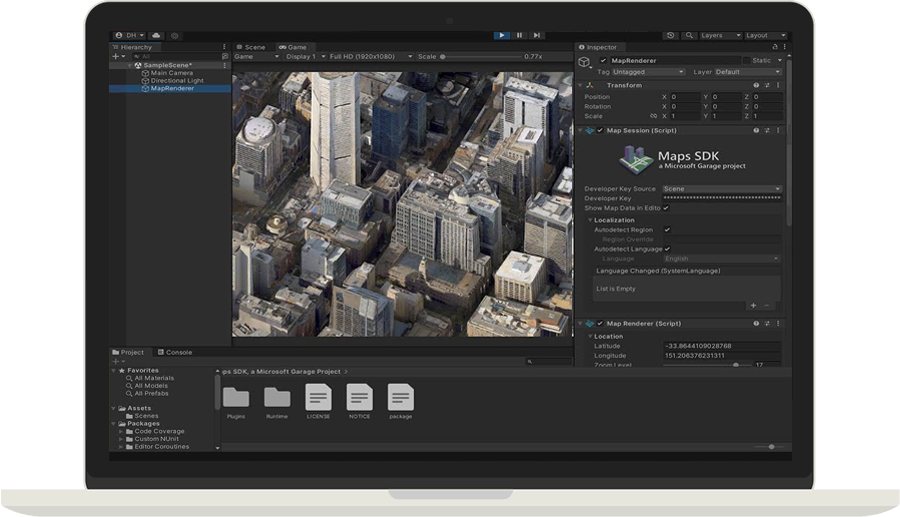 DH
Layers
Layout
Hierarchy
All
SampleScene*
Main Camera
Directional Light
MapRenderer
Scene
Game
Game
Display 1
Full HD (1920x1080)
Scale
0.77x
Inspector
MapRenderer
Static
Tag Untagged
Layer Default
Transform
Position X 0 Y 0 Z 0
Rotation X 0 Y 0 Z 0
Scale X 1 Y 1 Z 1
Map Session (Script)
Maps SDK
a Microsoft Garage project
Developer Key Source Scene
Developer Key ********************************
Show Map Data in Edito
Localization
Autodetect Region
Region Override
Autodetect Language
Language English
Language Changed (SystemLanguage)
List is Empty
Map Renderer (Script)
Location
Latitude -33.8644109028768
Longitude 151.206376231311
Zoom Level 17
Project
Console
Favorites
All Materials
All Models
All Prefabs
Assets
Scenes
Packages
Code Coverage
Custom NUnit
Editor Coroutines
ps SDK, a Microsoft Garage Project >
Plugins
Runtime
LICENSE
NOTICE
package